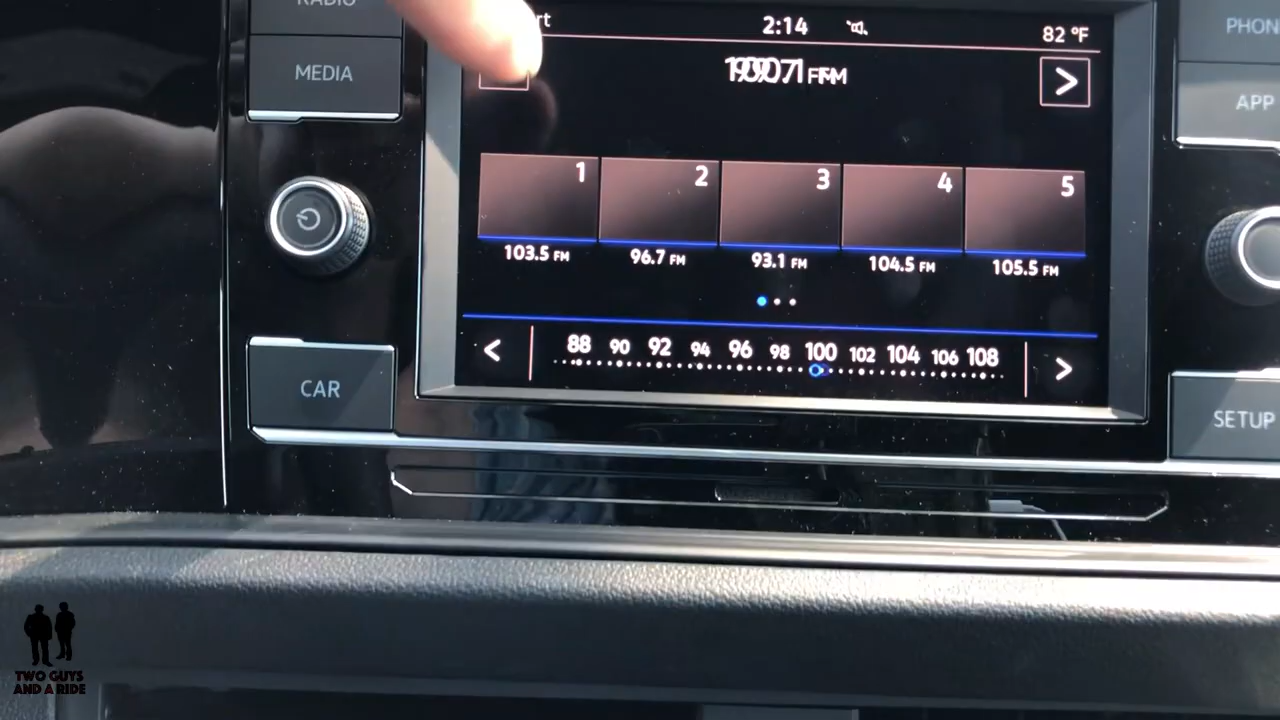 RADIO
MEDIA
2:14
82 °F
FM
>
PHON
APP
1
2
3
4
5
103.5 FM
96.7 FM
93.1 FM
104.5 FM
105.5 FM
<
88 90 92 94 96 98 100 102 104 106 108
>
CAR
SETUP
TWO GUYS
AND A RIDE